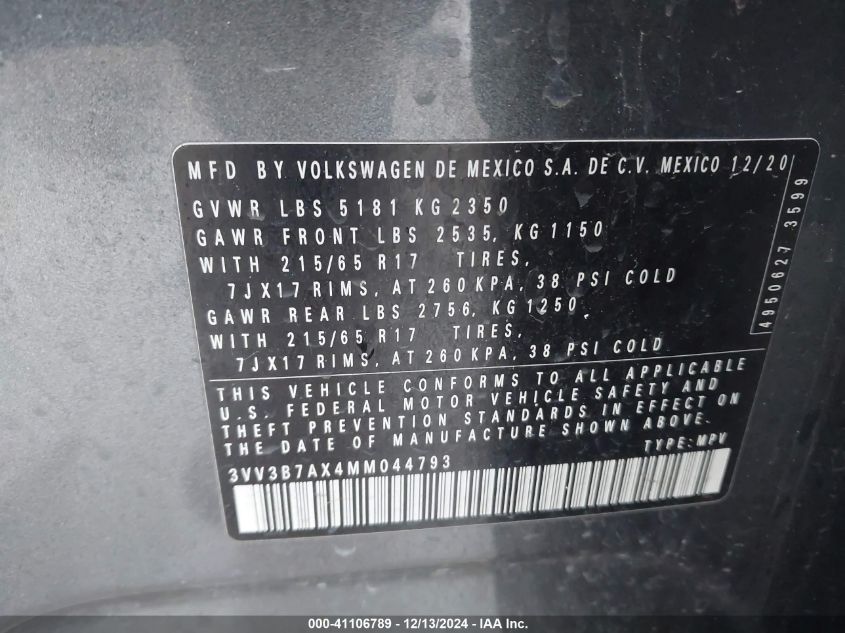 MFD BY VOLKSWAGEN DE MEXICO S.A. DE C.V. MEXICO 12/20
GVWR LBS 5181 KG 2350
GAWR FRONT LBS 2535, KG 1150
WITH 215/65 R17 TIRES,
7JX17 RIMS, AT 260 KPA, 38 PSI COLD
GAWR REAR LBS 2756, KG 1250,
WITH 215/65 R17 TIRES,
7JX17 RIMS, AT 260 KPA, 38 PSI COLD
4950627 3599
THIS VEHICLE CONFORMS TO ALL APPLICABLE
U.S. FEDERAL MOTOR VEHICLE SAFETY AND
THEFT PREVENTION STANDARDS IN EFFECT ON
THE DATE OF MANUFACTURE SHOWN ABOVE.
TYPE: MPV
3VV3B7AX4MM044793
000-41106789 - 12/13/2024 - IAA Inc.